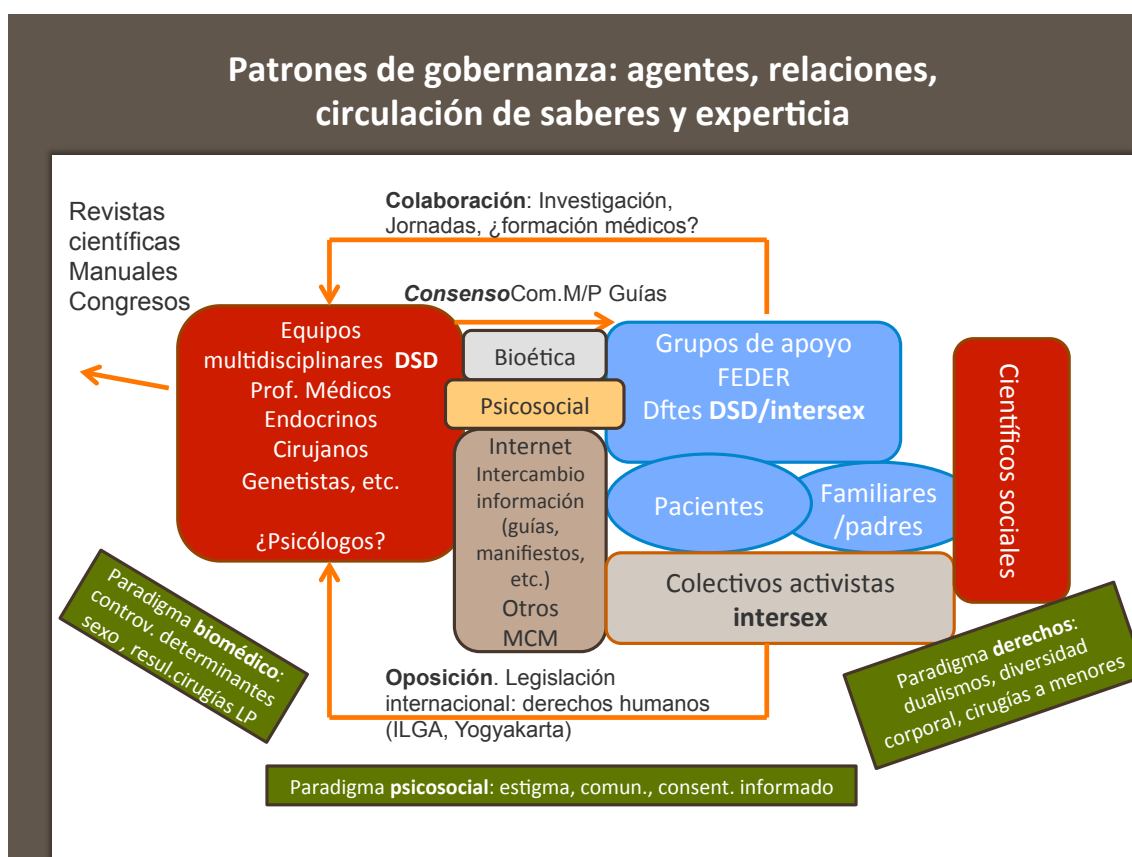 Patrones de gobernanza: agentes, relaciones,
circulación de saberes y experticia
Revistas
científicas
Manuales
Congresos
Colaboración: Investigación,
Jornadas, ¿formación médicos?
ConsensoCom.M/P Guías
Equipos
multidisciplinares DSD
Prof. Médicos
Endocrinos
Cirujanos
Genetistas, etc.
¿Psicólogos?
Bioética
Psicosocial
Internet
Intercambio
información
(guías,
manifiestos,
etc.)
Otros
MCM
Grupos de apoyo
FEDER
Dftes DSD/intersex
Pacientes
Familiares
/padres
Colectivos activistas
intersex
Científicos sociales
Paradigma biomédico:
controv. determinantes
sexo , resul.cirugías LP
Oposición. Legislación
internacional: derechos humanos
(ILGA, Yogyakarta)
Paradigma derechos:
dualismos, diversidad
corporal, cirugías a menores
Paradigma psicosocial: estigma, comun., consent. informado